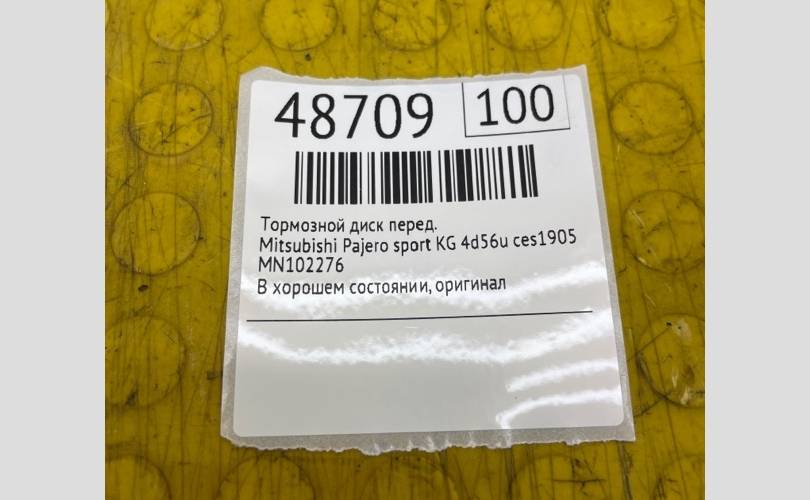 48709 100
Тормозной диск перед.
Mitsubishi Pajero sport KG 4d56u ces1905
MN102276
В хорошем состоянии, оригинал